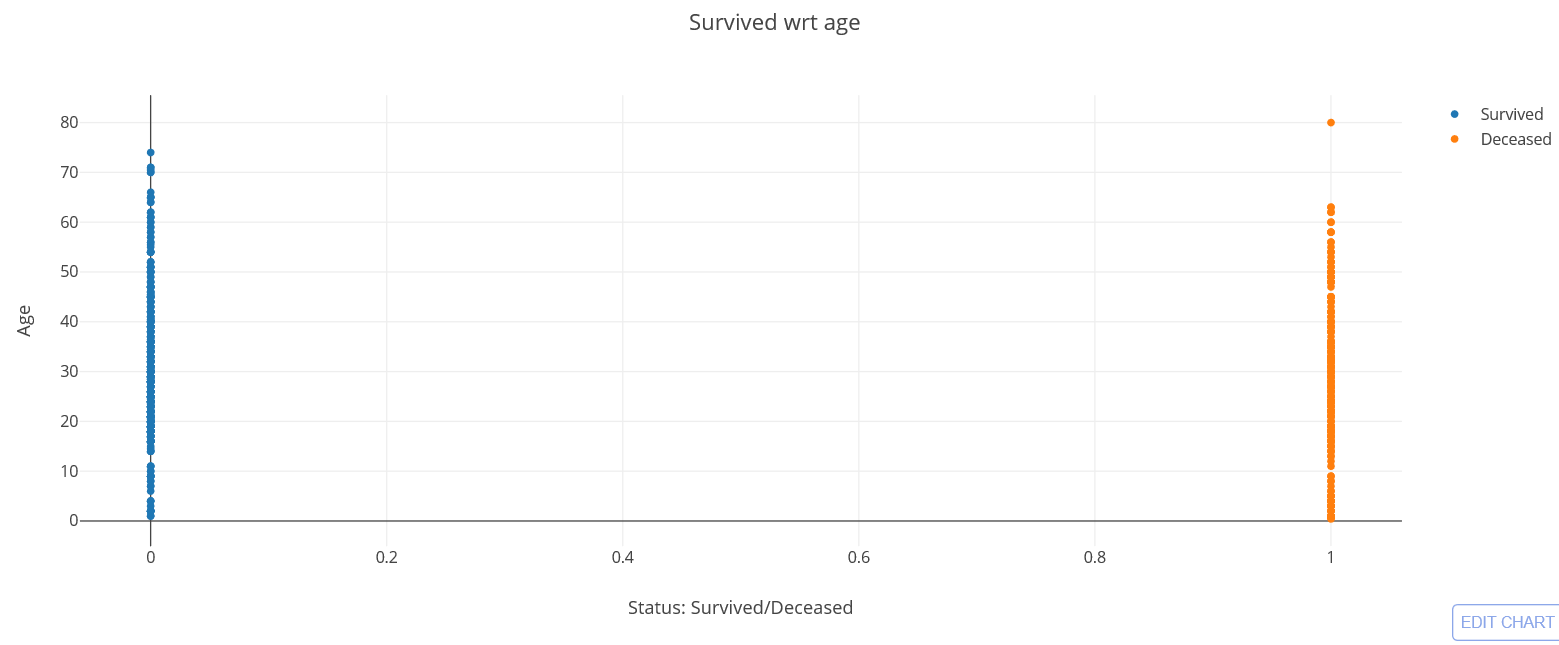 Survived wrt age
Survived
Deceased
80
70
60
50
40
30
20
10
0
Age
0 0.2 0.4 0.6 0.8 1
Status: Survived/Deceased
EDIT CHART